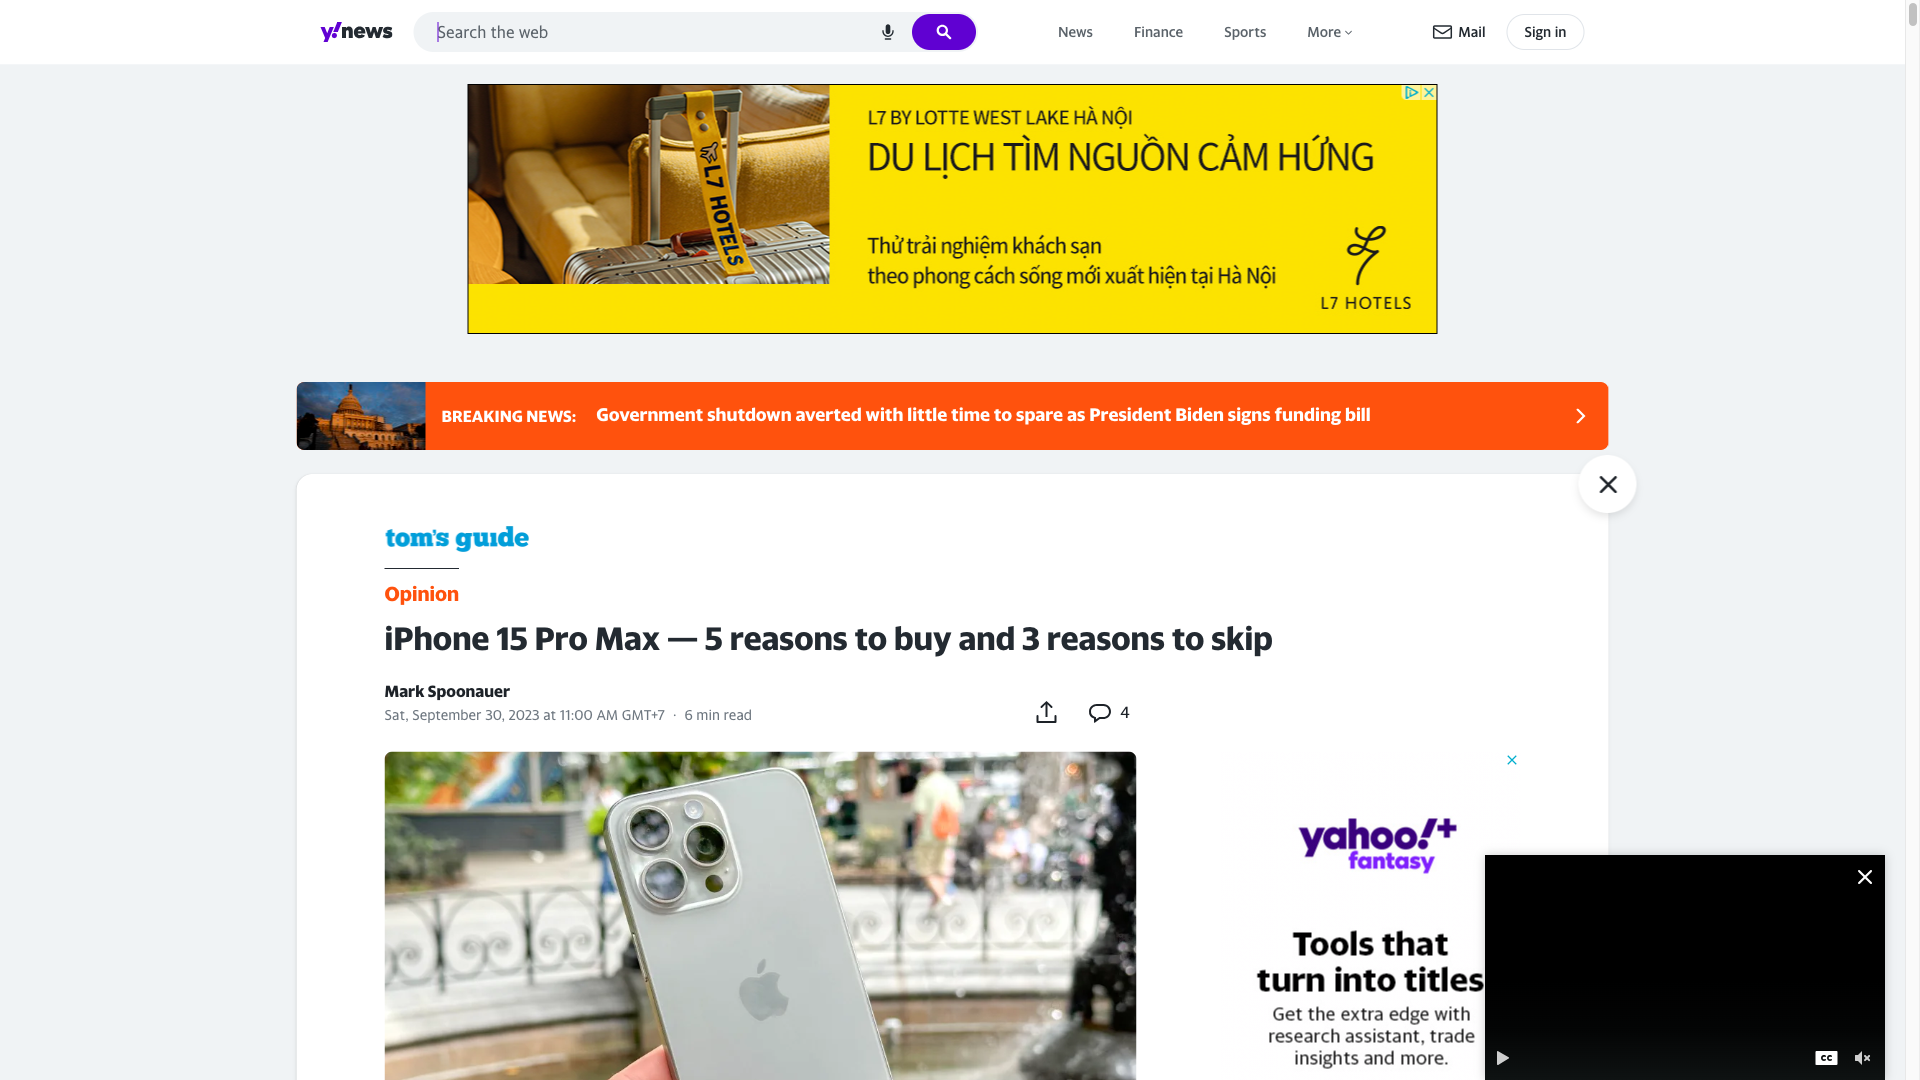 y!news
Search the web
News
Finance
Sports
More
Mail
Sign in
L7 BY LOTTE WEST LAKE HÀ NỘI
DU LỊCH TÌM NGUỒN CẢM HỨNG
Thử trải nghiệm khách sạn
theo phong cách sống mới xuất hiện tại Hà Nội
L7 HOTELS
L7 HOTELS
BREAKING NEWS:
Government shutdown averted with little time to spare as President Biden signs funding bill
tom's guide
Opinion
iPhone 15 Pro Max — 5 reasons to buy and 3 reasons to skip
Mark Spoonauer
Sat, September 30, 2023 at 11:00 AM GMT+7 · 6 min read
4
yahoo!+
fantasy
Tools that
turn into titles
Get the extra edge with
research assistant, trade
insights and more.
CC